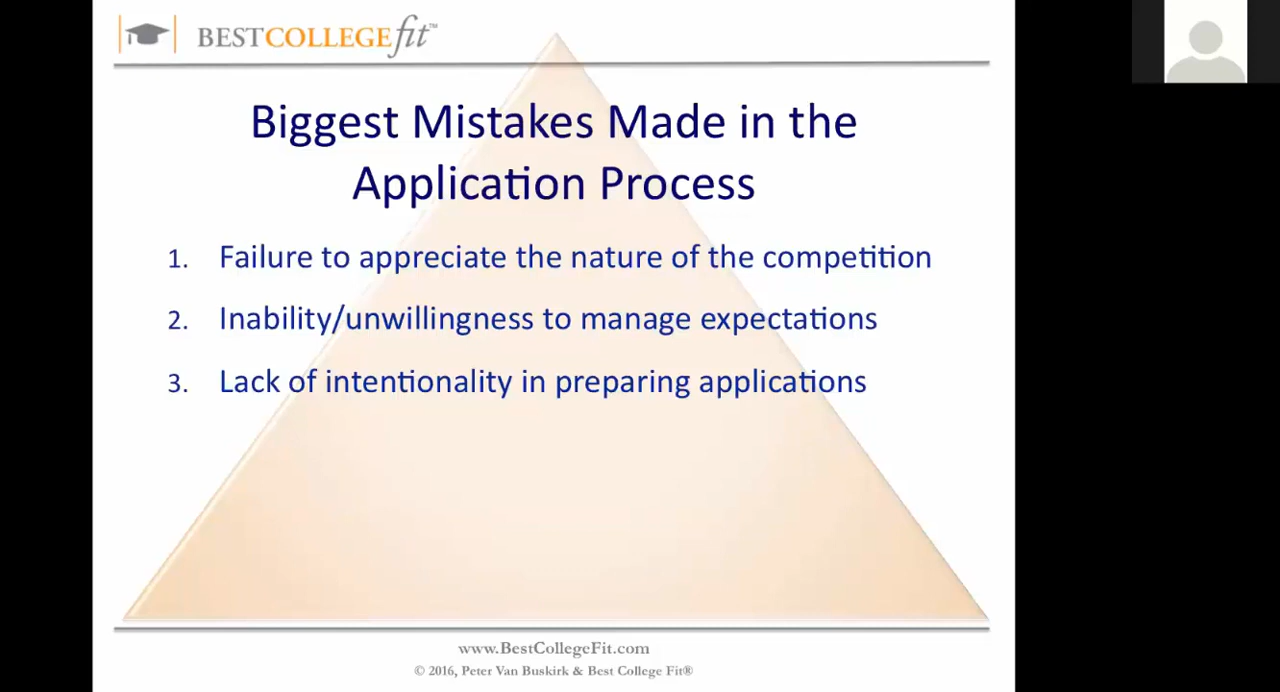 BESTCOLLEGEfit™
Biggest Mistakes Made in the
Application Process
1. Failure to appreciate the nature of the competition
2. Inability/unwillingness to manage expectations
3. Lack of intentionality in preparing applications
www.BestCollegeFit.com
© 2016, Peter Van Buskirk & Best College Fit®